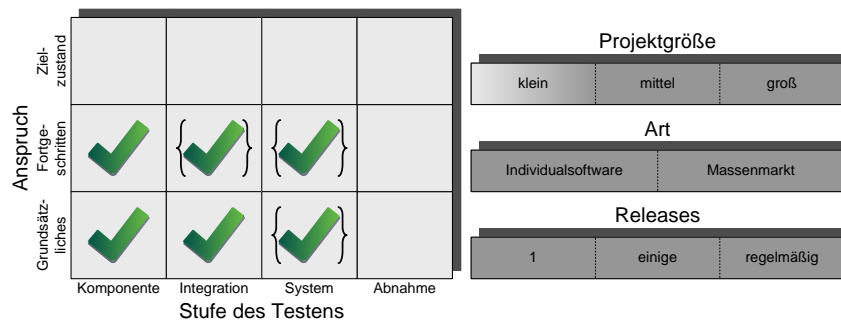 Anspruch
Ziel-
zustand
Fortge-
schritten
Grundsätz-
liches
{ } { }
{ }
Komponente Integration System Abnahme
Stufe des Testens
Projektgröße
klein mittel groß
Art
Individualsoftware Massenmarkt
Releases
1 einige regelmäßig